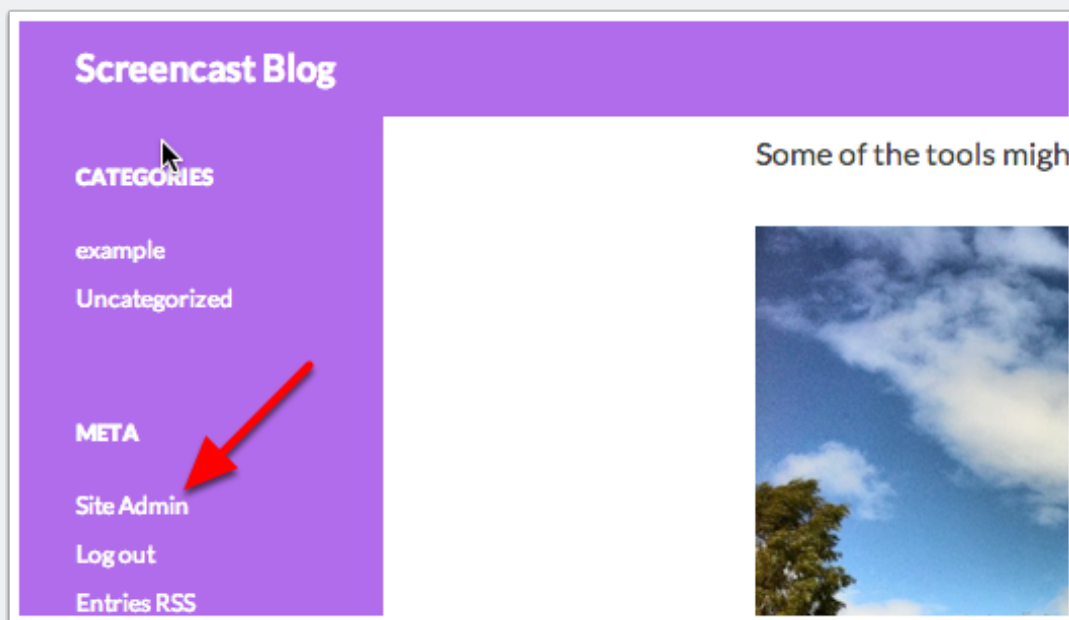 Screencast Blog
CATEGORIES
example
Uncategorized
META
Site Admin
Log out
Entries RSS
Some of the tools migh